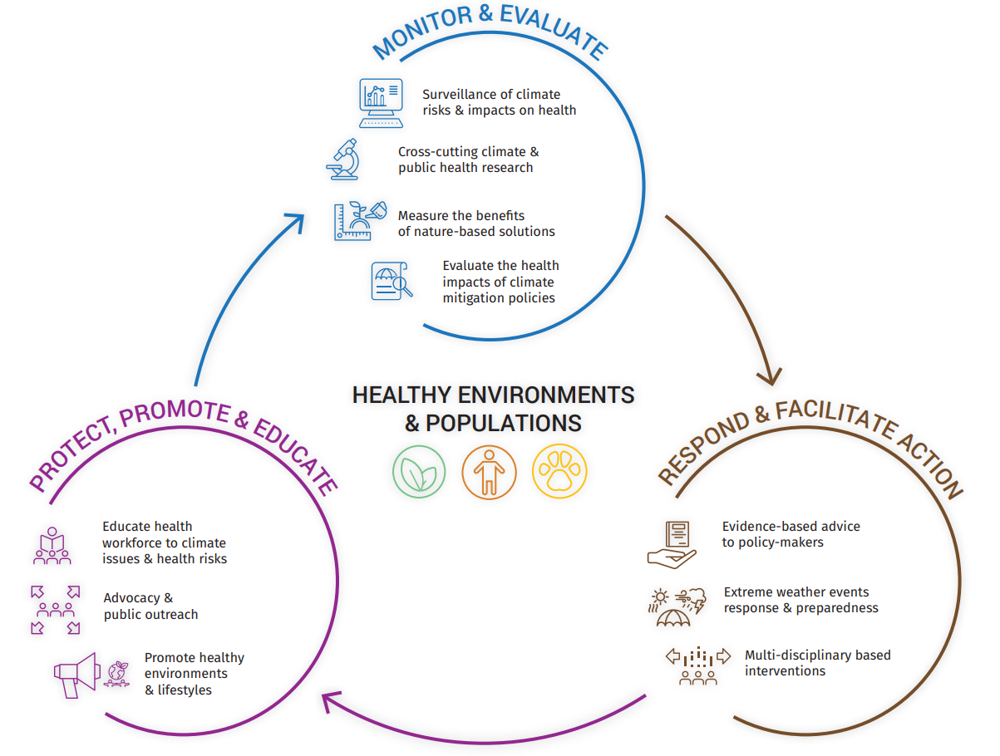 MONITOR & EVALUATE
Surveillance of climate
risks & impacts on health
Cross-cutting climate &
public health research
Measure the benefits
of nature-based solutions
Evaluate the health
impacts of climate
mitigation policies
HEALTHY ENVIRONMENTS
& POPULATIONS
PROTECT, PROMOTE & EDUCATE
Educate health
workforce to climate
issues & health risks
Advocacy &
public outreach
Promote healthy
environments
& lifestyles
RESPOND & FACILITATE ACTION
Evidence-based advice
to policy-makers
Extreme weather events
response & preparedness
Multi-disciplinary based
interventions